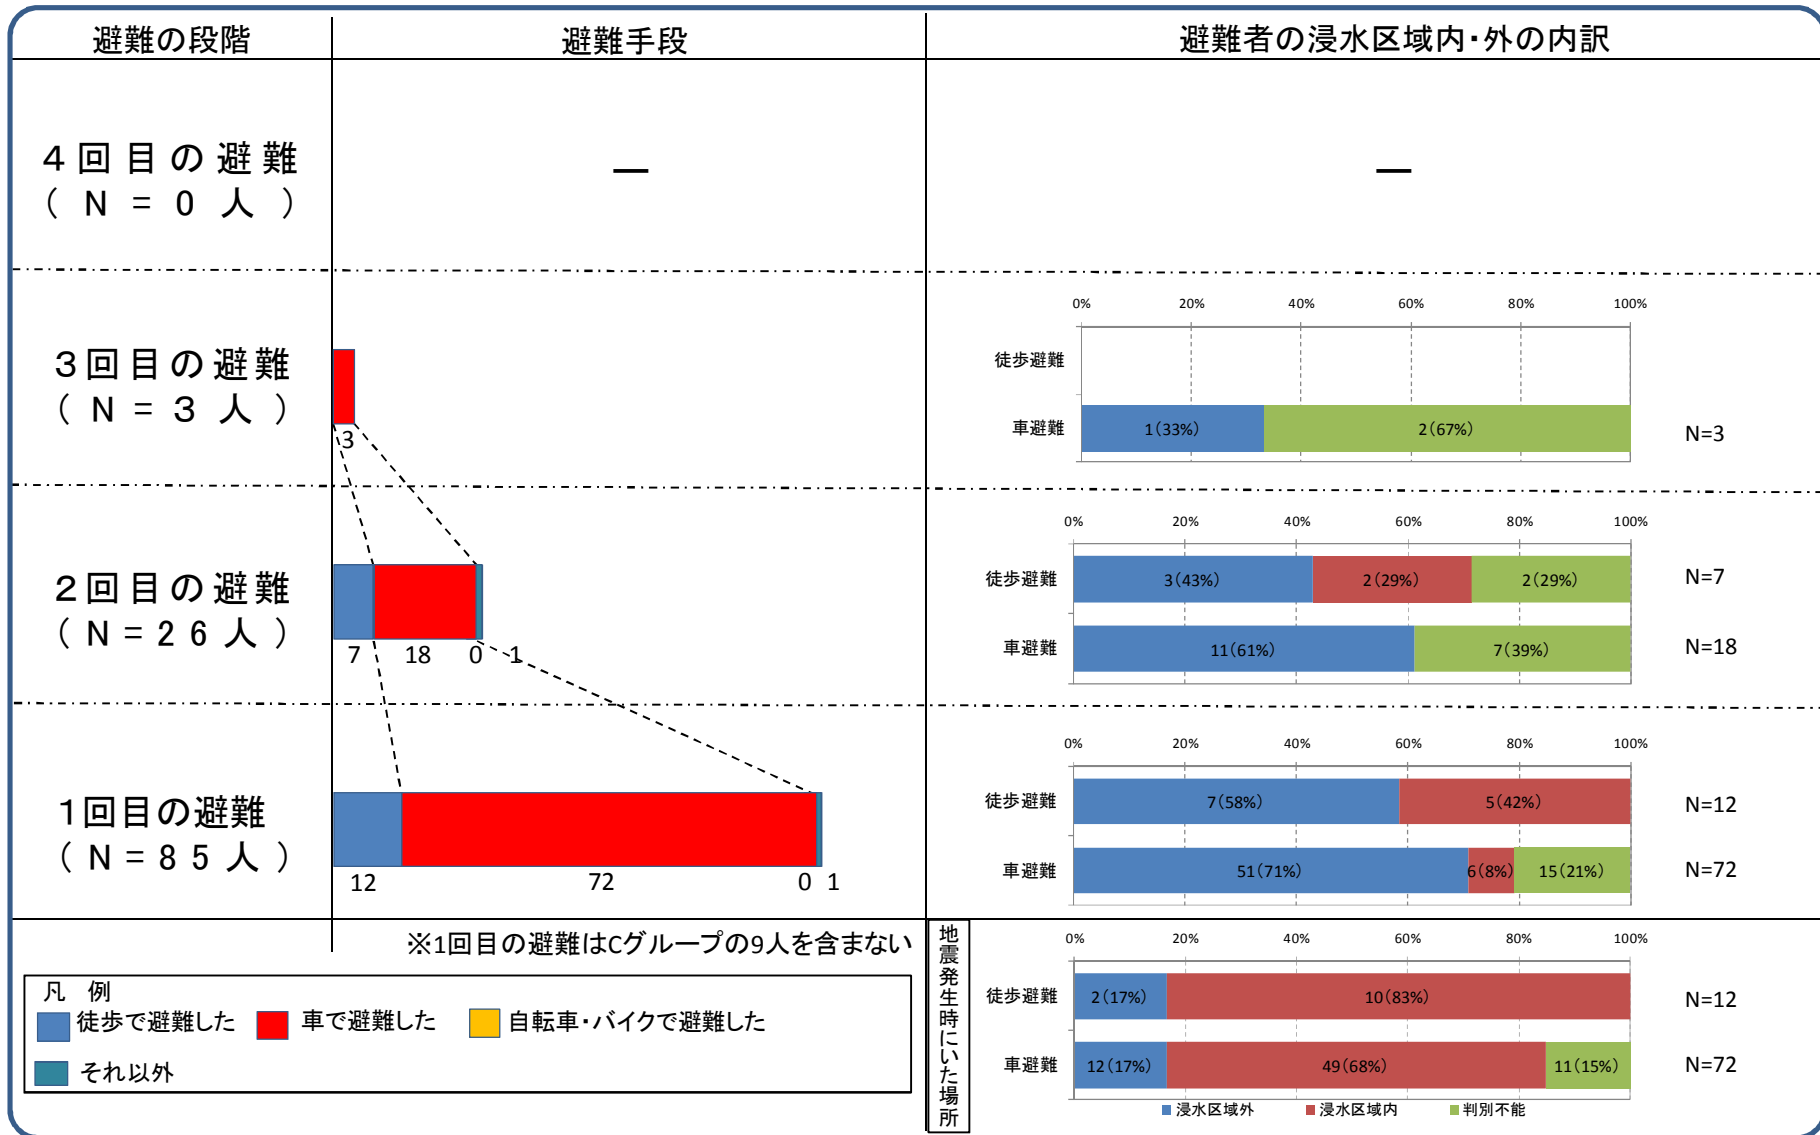 避難の段階
避難手段
避難者の浸水区域内・外の内訳
4回目の避難
（N=0人）
―
―
3回目の避難
（N=3人）
3
0% 20% 40% 60% 80% 100%
徒歩避難
車避難 1(33%) 2(67%) N=3
2回目の避難
（N=26人）
7 18 0 1
0% 20% 40% 60% 80% 100%
徒歩避難 3(43%) 2(29%) 2(29%) N=7
車避難 11(61%) 7(39%) N=18
1回目の避難
（N=85人）
12 72 0 1
0% 20% 40% 60% 80% 100%
徒歩避難 7(58%) 5(42%) N=12
車避難 51(71%) 6(8%) 15(21%) N=72
※1回目の避難はCグループの9人を含まない
凡 例
徒歩で避難した 車で避難した 自転車・バイクで避難した
それ以外
地震発生時にいた場所
0% 20% 40% 60% 80% 100%
徒歩避難 2(17%) 10(83%) N=12
車避難 12(17%) 49(68%) 11(15%) N=72
浸水区域外 浸水区域内 判別不能